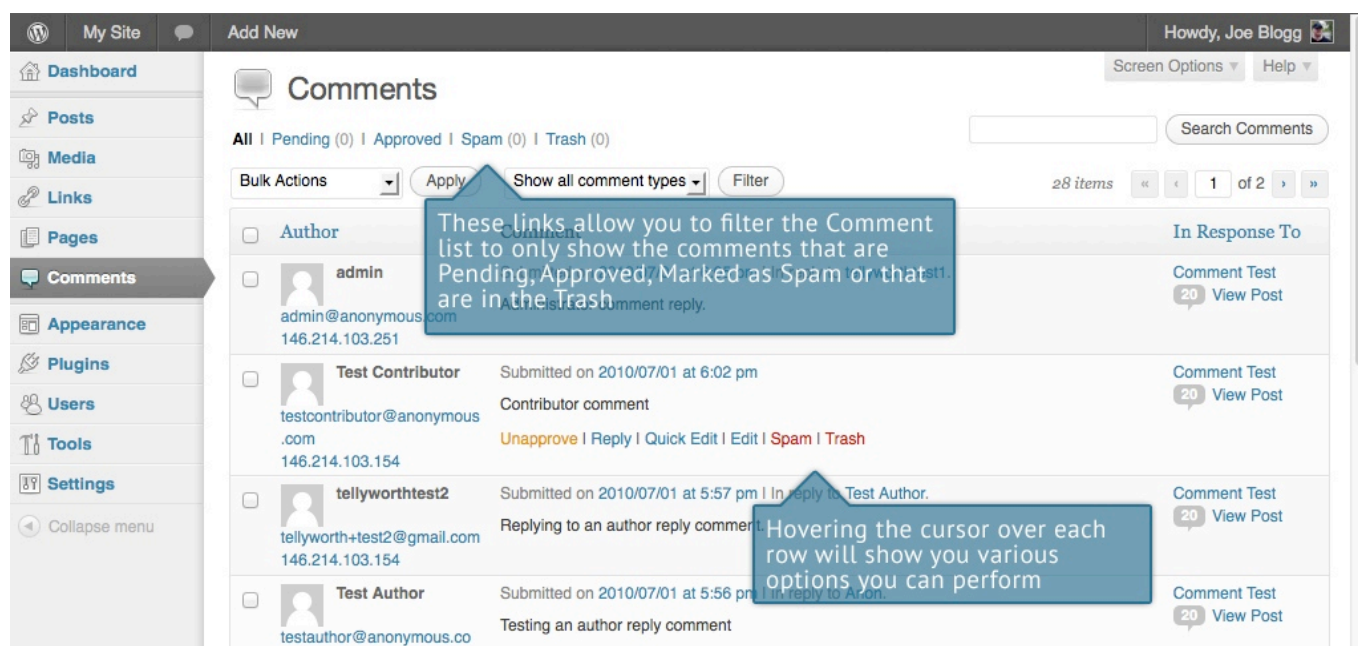 My Site
Add New
Howdy, Joe Blogg
Dashboard
Posts
Media
Links
Pages
Comments
Appearance
Plugins
Users
Tools
Settings
Collapse menu
Screen Options
Help
Comments
All | Pending (0) | Approved | Spam (0) | Trash (0)
Search Comments
Bulk Actions
Apply
Show all comment types
Filter
28 items « ‹ 1 of 2 › »
These links allow you to filter the Comment
list to only show the comments that are
Pending, Approved, Marked as Spam or that
are in the Trash
Author
Comment
In Response To
admin
admin@anonymous.com
146.214.103.251
Administrator comment reply.
Comment Test
20 View Post
Test Contributor
testcontributor@anonymous
.com
146.214.103.154
Submitted on 2010/07/01 at 6:02 pm
Contributor comment
Unapprove | Reply | Quick Edit | Edit | Spam | Trash
Comment Test
20 View Post
tellyworthtest2
tellyworth+test2@gmail.com
146.214.103.154
Submitted on 2010/07/01 at 5:57 pm | In reply to Test Author.
Replying to an author reply comment.
Comment Test
20 View Post
Hovering the cursor over each
row will show you various
options you can perform
Test Author
testauthor@anonymous.co
Submitted on 2010/07/01 at 5:56 pm | In reply to Anon.
Testing an author reply comment
Comment Test
20 View Post